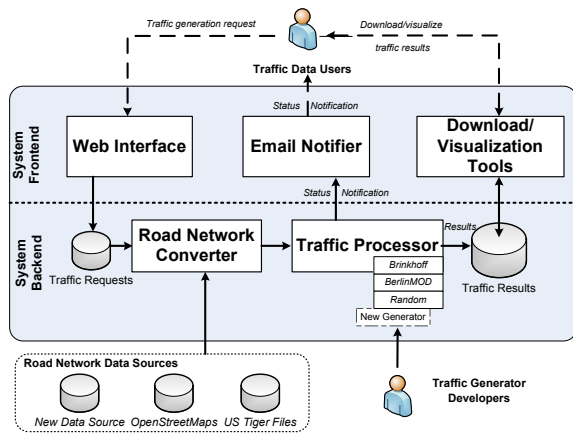 Traffic generation request
Download/visualize
traffic results
Traffic Data Users
Status Notification
System
Frontend
Web Interface
Email Notifier
Download/
Visualization
Tools
Status Notification
System
Backend
Traffic Requests
Road Network
Converter
Traffic Processor
Brinkhoff
BerlinMOD
Random
New Generator
Results
Traffic Results
Road Network Data Sources
New Data Source
OpenStreetMaps
US Tiger Files
Traffic Generator
Developers